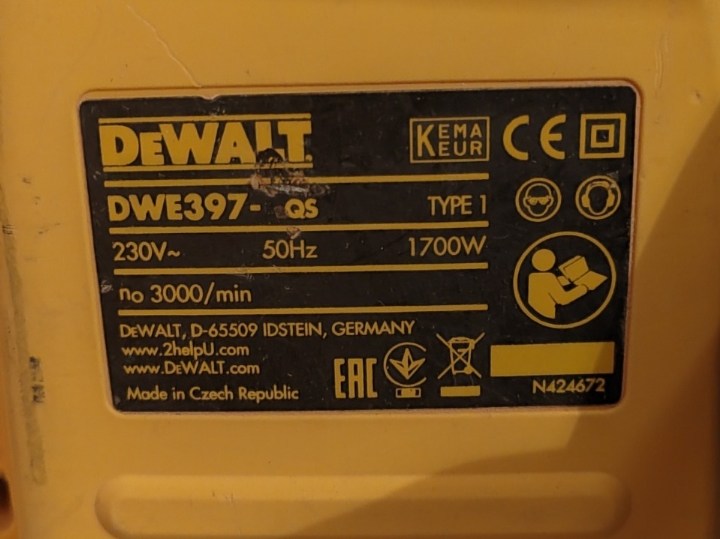 DeWALT.
KEMA
KEUR
CE
DWE397- QS TYPE 1
230V~ 50Hz 1700W
no 3000/min
DeWALT, D-65509 IDSTEIN, GERMANY
www.2helpU.com
www.DeWALT.com
Made in Czech Republic
EAC
N424672